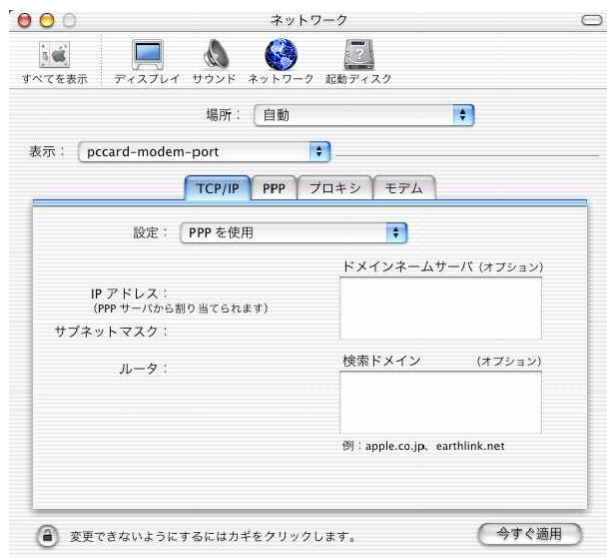 ネットワーク
すべてを表示 ディスプレイ サウンド ネットワーク 起動ディスク
場所： 自動
表示： pccard-modem-port
TCP/IP PPP プロキシ モデム
設定： PPP を使用
ドメインネームサーバ (オプション)
IP アドレス：
(PPP サーバから割り当てられます)
サブネットマスク：
ルータ：
検索ドメイン (オプション)
例：apple.co.jp、earthlink.net
変更できないようにするにはカギをクリックします。
今すぐ適用